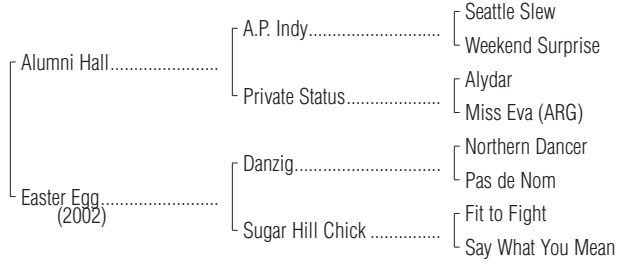 Seattle Slew
A.P. Indy..............................
Weekend Surprise
Alumni Hall.........................
Alydar
Private Status......................
Miss Eva (ARG)
Northern Dancer
Danzig..................................
Pas de Nom
Easter Egg...........................
(2002)
Fit to Fight
Sugar Hill Chick ................
Say What You Mean